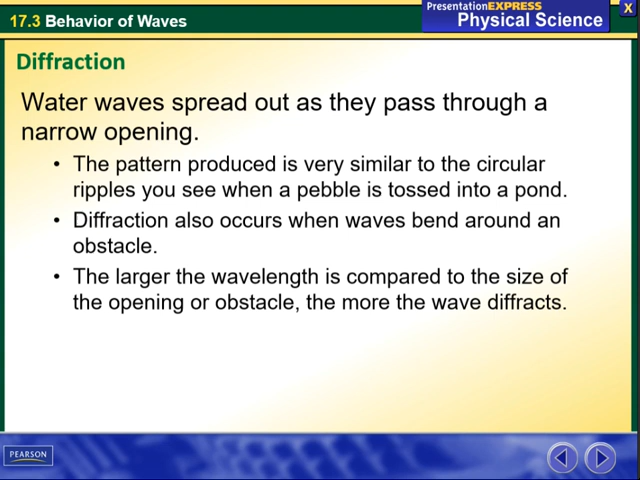 17.3 Behavior of Waves
PresentationEXPRESS
Physical Science
X
Diffraction
Water waves spread out as they pass through a
narrow opening.
• The pattern produced is very similar to the circular
ripples you see when a pebble is tossed into a pond.
• Diffraction also occurs when waves bend around an
obstacle.
• The larger the wavelength is compared to the size of
the opening or obstacle, the more the wave diffracts.
PEARSON